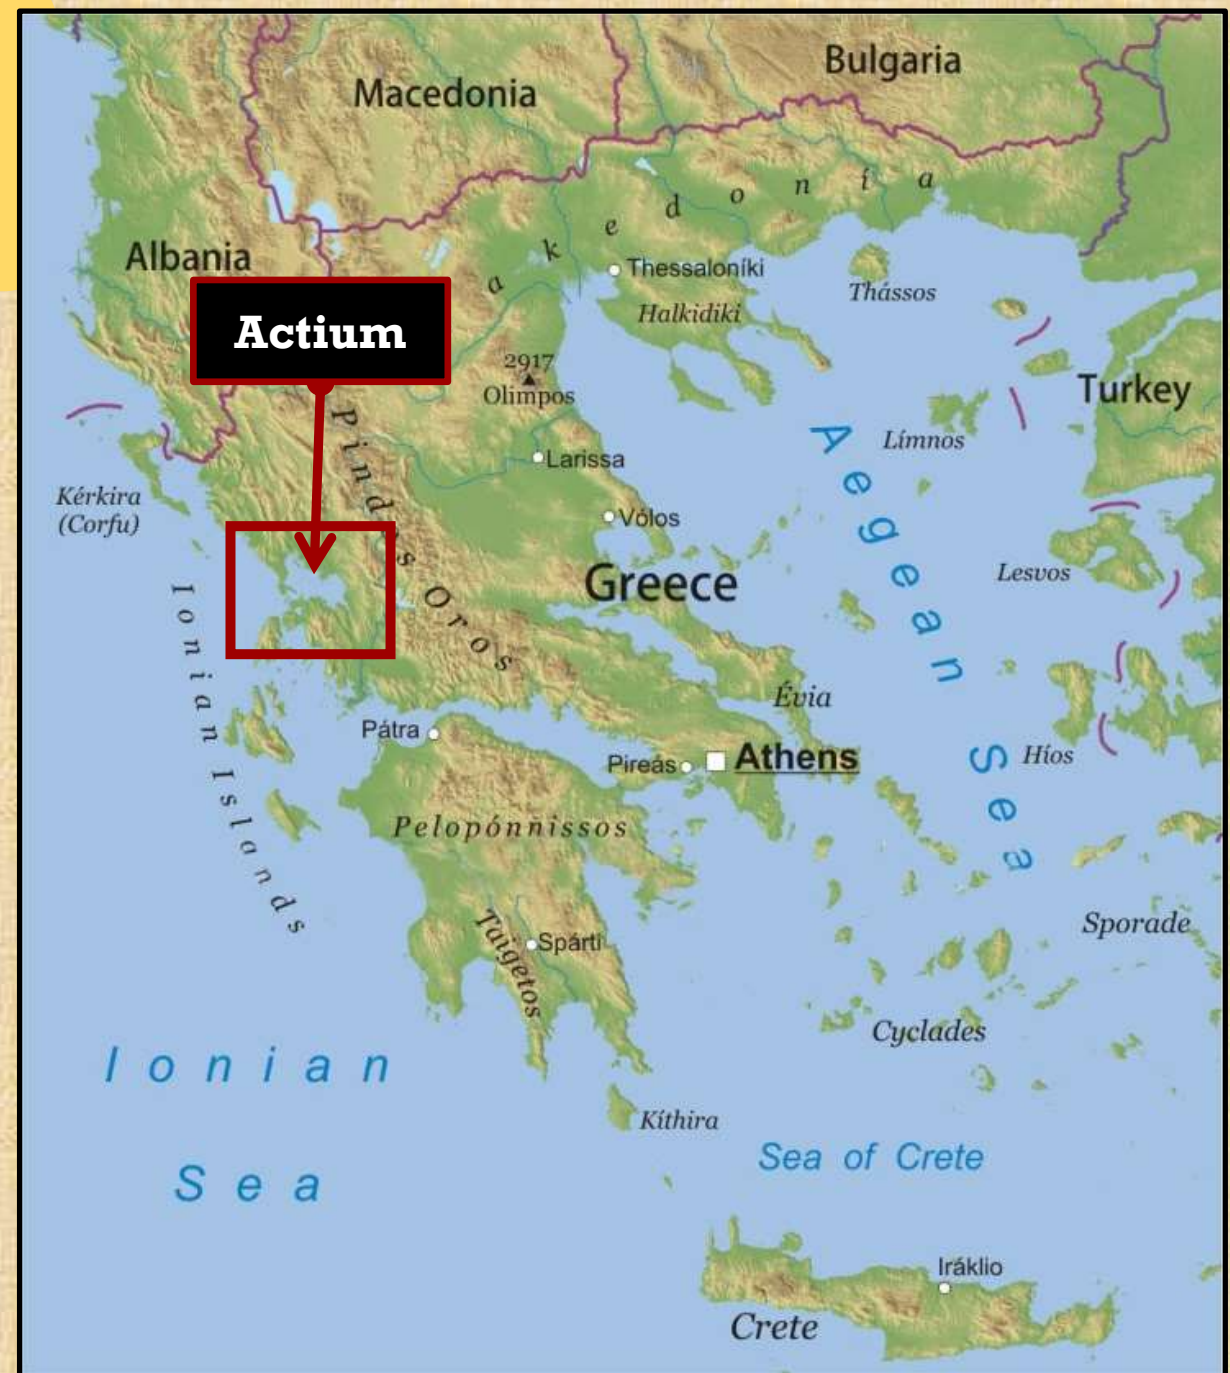 Bulgaria
Macedonia
akedonía
Albania
Thessaloníki
Thássos
Halkidiki
Actium
2917
Olimpos
Turkey
Límnos
Larissa
Kérkira
(Corfu)
Vólos
Pindos Oros
Aegean Sea
Greece
Lesvos
Ionian Islands
Évia
Pátra
Pireás
Athens
Híos
Pelopónnissos
Taigetos
Spárti
Sporade
Cyclades
Ionian
Sea
Kíthira
Sea of Crete
Iráklio
Crete